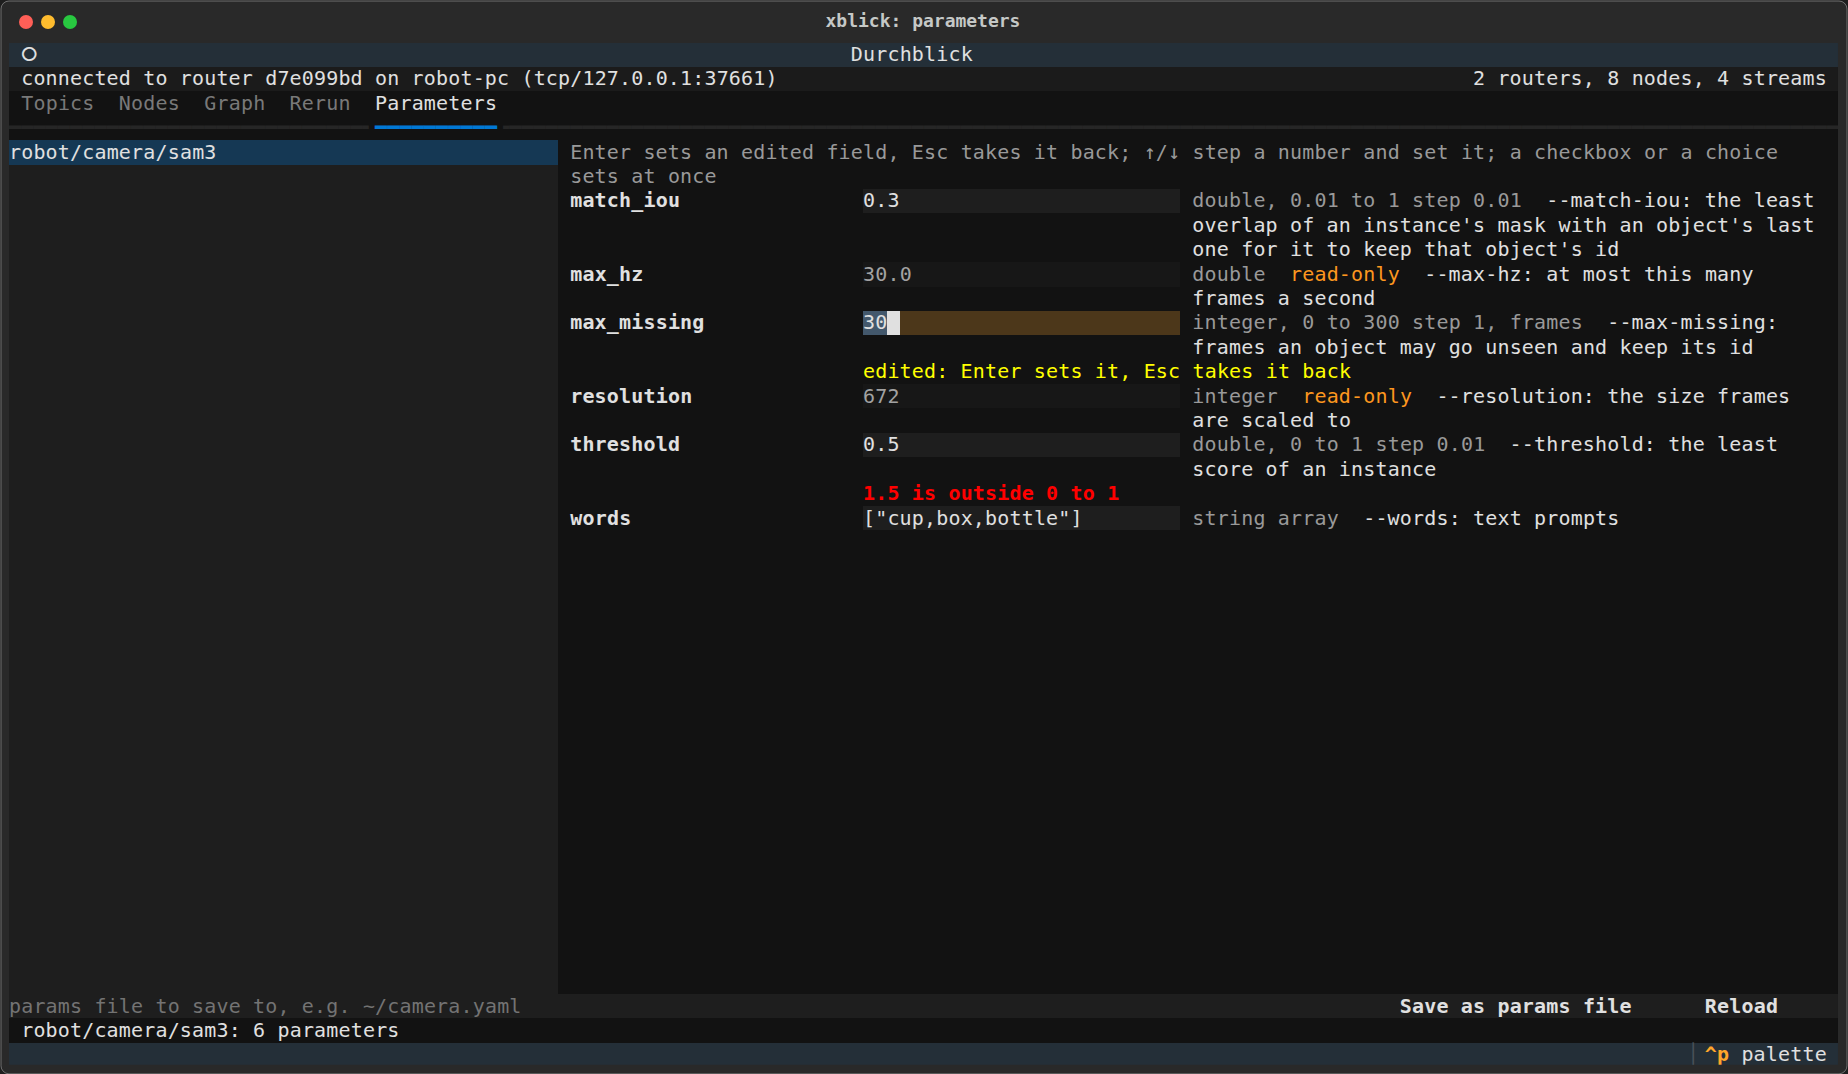 xblick: parameters
Durchblick
connected to router d7e099bd on robot-pc (tcp/127.0.0.1:37661) 2 routers, 8 nodes, 4 streams
Topics Nodes Graph Rerun Parameters
robot/camera/sam3 Enter sets an edited field, Esc takes it back; ↑/↓ step a number and set it; a checkbox or a choice
sets at once
match_iou 0.3 double, 0.01 to 1 step 0.01 --match-iou: the least
overlap of an instance's mask with an object's last
one for it to keep that object's id
max_hz 30.0 double read-only --max-hz: at most this many
frames a second
max_missing 30 integer, 0 to 300 step 1, frames --max-missing:
frames an object may go unseen and keep its id
edited: Enter sets it, Esc takes it back
resolution 672 integer read-only --resolution: the size frames
are scaled to
threshold 0.5 double, 0 to 1 step 0.01 --threshold: the least
score of an instance
1.5 is outside 0 to 1
words ["cup,box,bottle"] string array --words: text prompts
params file to save to, e.g. ~/camera.yaml Save as params file Reload
robot/camera/sam3: 6 parameters
^p palette